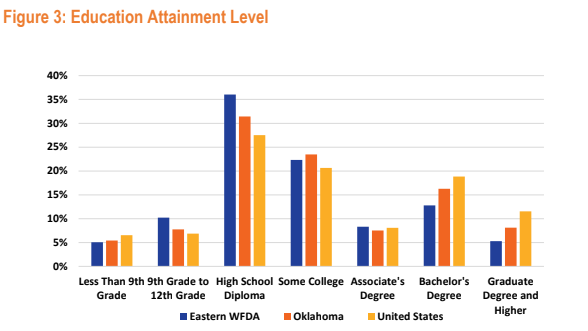 Figure 3: Education Attainment Level
40%
35%
30%
25%
20%
15%
10%
5%
0%
Less Than 9th Grade
9th Grade to 12th Grade
High School Diploma
Some College
Associate's Degree
Bachelor's Degree
Graduate Degree and Higher
Eastern WFDA
Oklahoma
United States